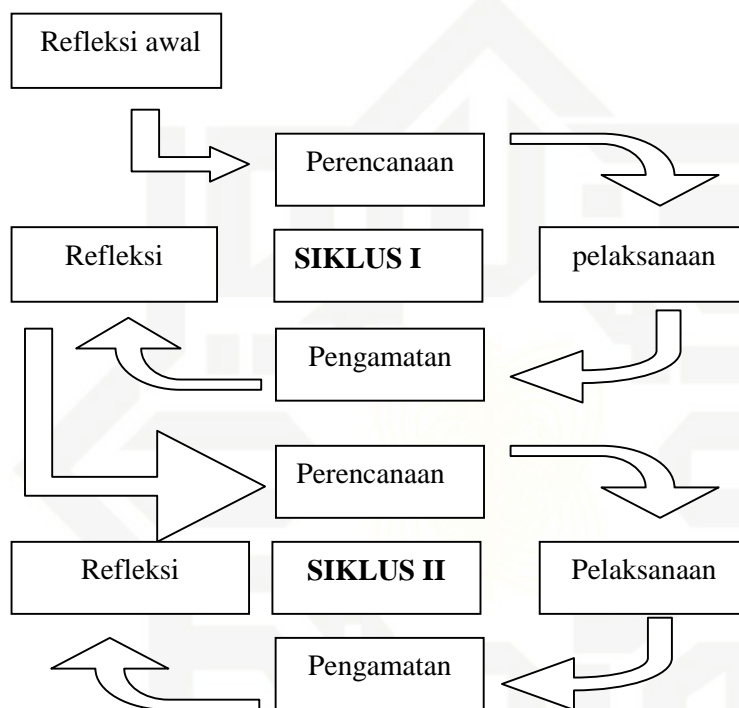 Refleksi awal
Perencanaan
Refleksi
SIKLUS I
pelaksanaan
Pengamatan
Perencanaan
Refleksi
SIKLUS II
Pelaksanaan
Pengamatan